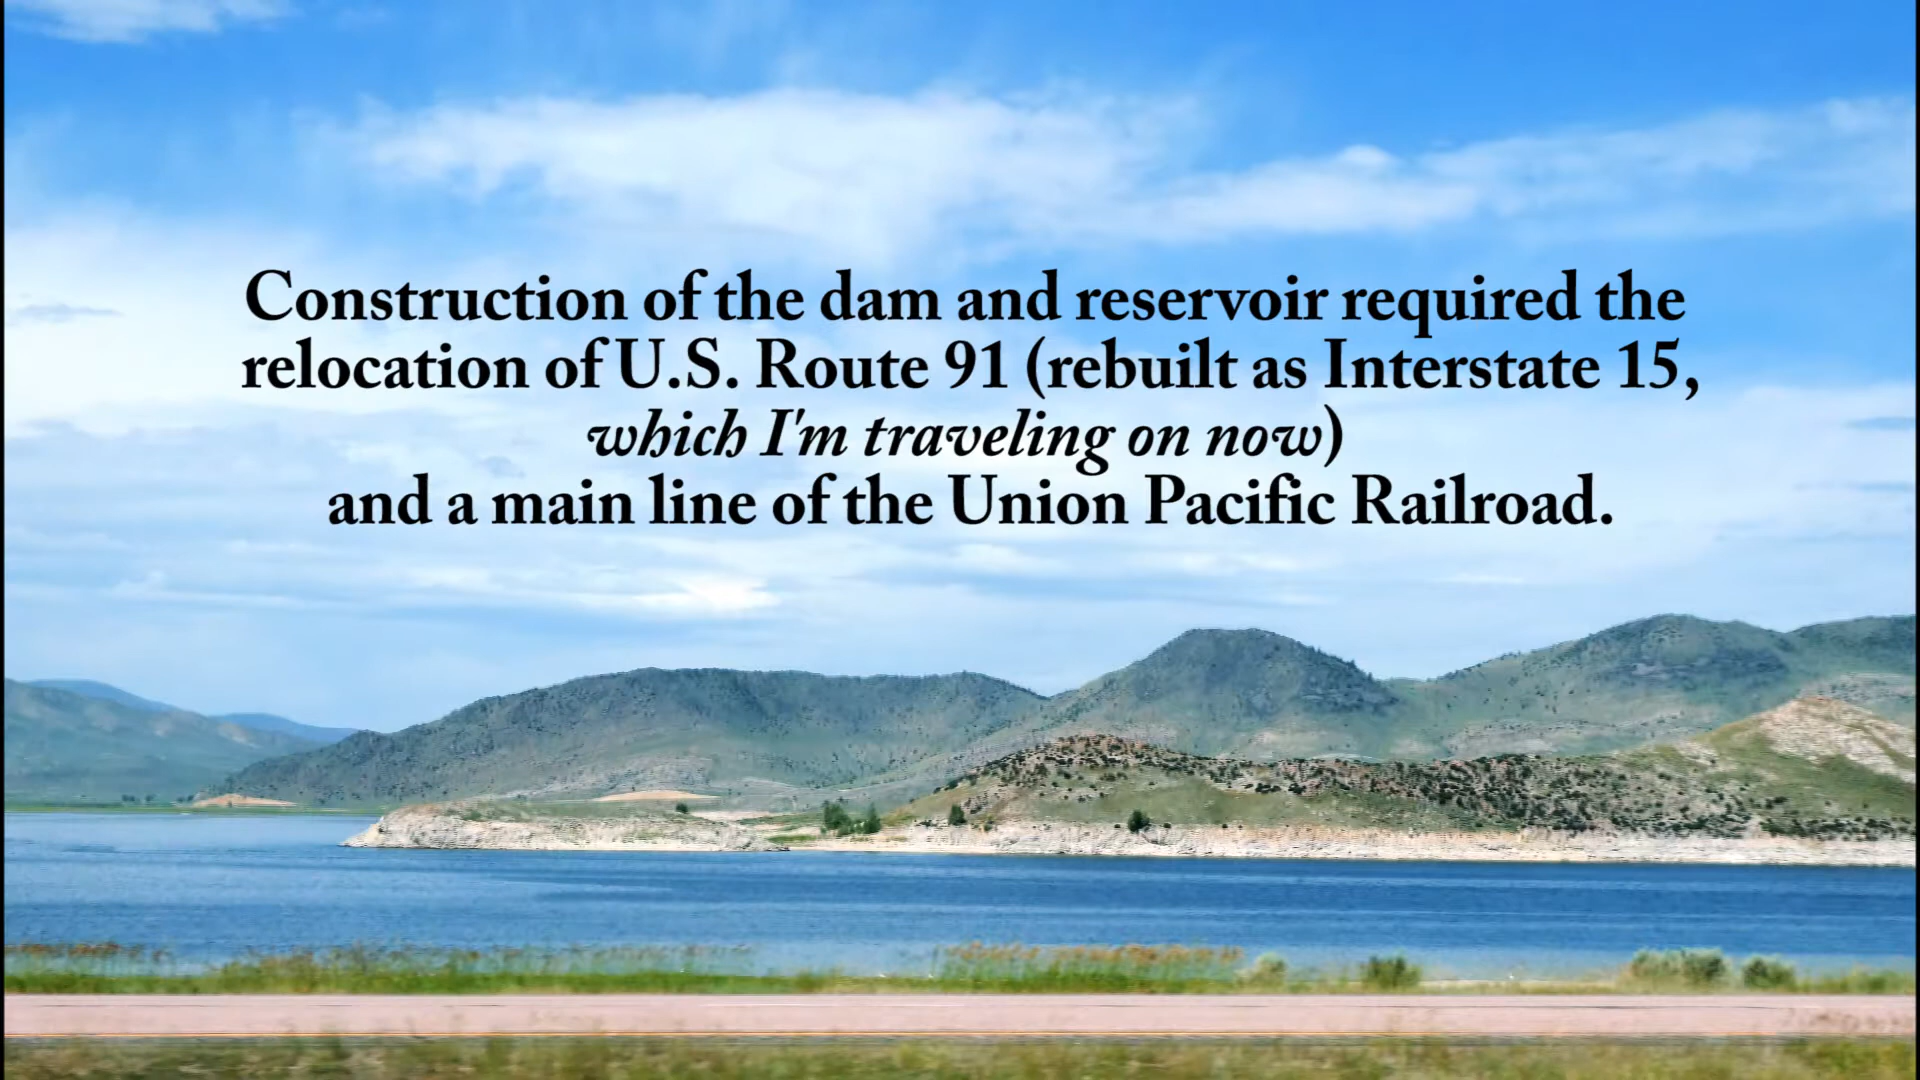 Construction of the dam and reservoir required the
relocation of U.S. Route 91 (rebuilt as Interstate 15,
which I'm traveling on now)
and a main line of the Union Pacific Railroad.